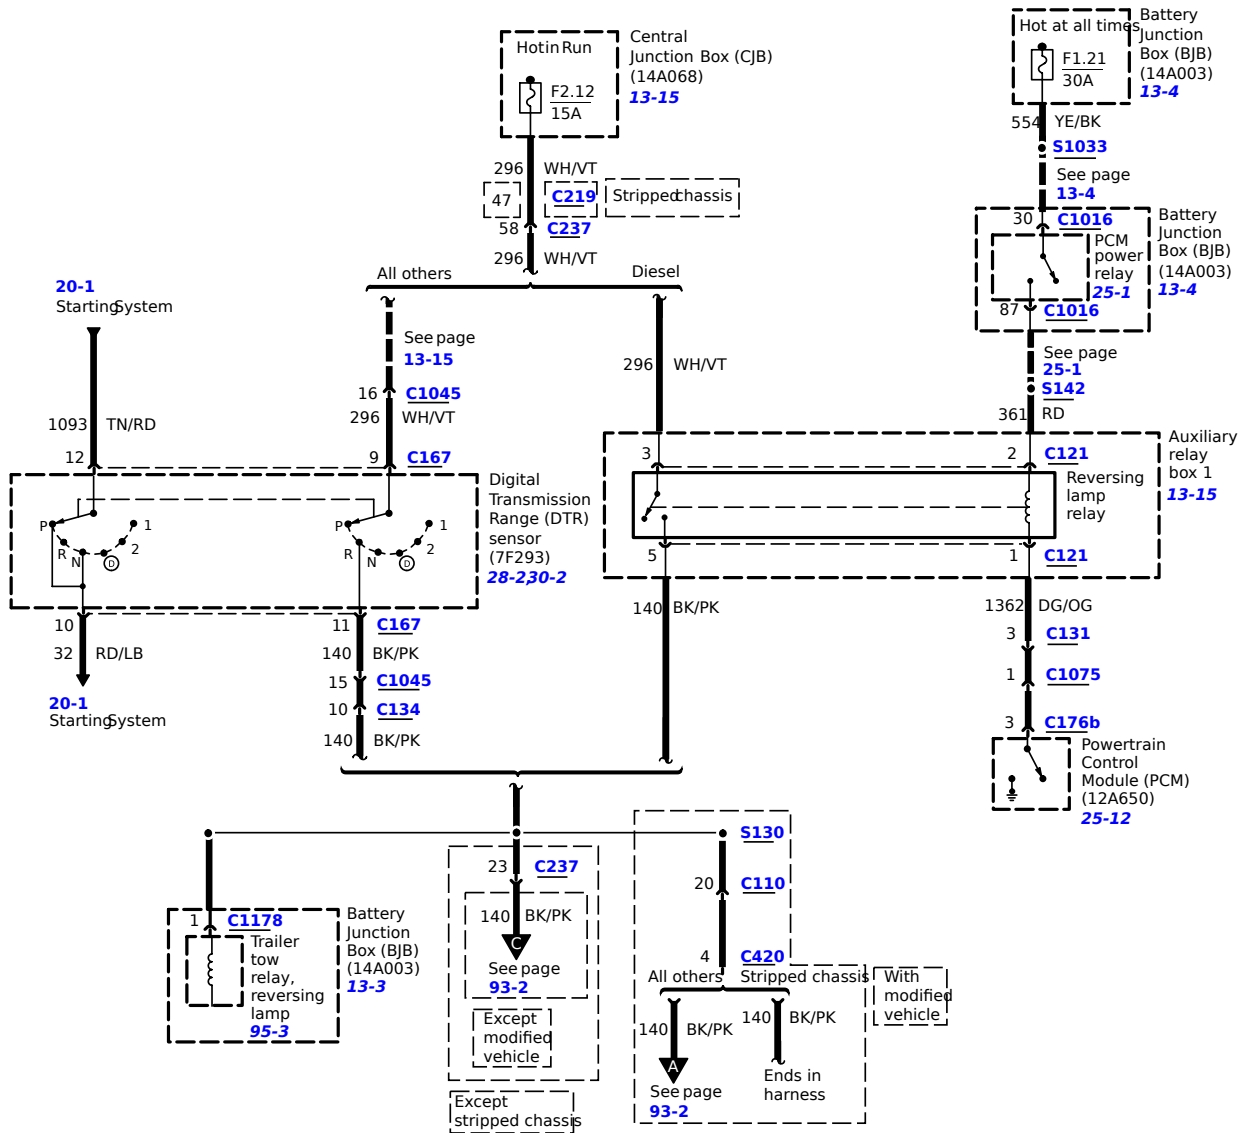 Hot in Run
F2.12
15A
Central
Junction Box (CJB)
(14A068)
13-15
296 WH/VT
47
C219
Stripped chassis
58 C237
296 WH/VT
All others
Diesel
Hot at all times
F1.21
30A
Battery
Junction
Box (BJB)
(14A003)
13-4
554 YE/BK
S1033
See page
13-4
30 C1016
PCM
power
relay
25-1
87 C1016
Battery
Junction
Box (BJB)
(14A003)
13-4
See page
25-1
S142
361 RD
20-1
Starting System
1093 TN/RD
12
See page
13-15
16 C1045
296 WH/VT
9 C167
296 WH/VT
P
R
N
D
2
1
P
R
N
D
2
1
Digital
Transmission
Range (DTR)
sensor
(7F293)
28-2,30-2
10
32 RD/LB
20-1
Starting System
11 C167
140 BK/PK
15 C1045
10 C134
140 BK/PK
3
2 C121
Reversing
lamp
relay
5
1 C121
Auxiliary
relay
box 1
13-15
140 BK/PK
1362 DG/OG
3 C131
1 C1075
3 C176b
Powertrain
Control
Module (PCM)
(12A650)
25-12
S130
1 C1178
Trailer
tow
relay,
reversing
lamp
95-3
Battery
Junction
Box (BJB)
(14A003)
13-3
23 C237
140 BK/PK
C
See page
93-2
Except
modified
vehicle
Except
stripped chassis
20 C110
4 C420
All others
Stripped chassis
140 BK/PK
140 BK/PK
A
See page
93-2
Ends in
harness
With
modified
vehicle